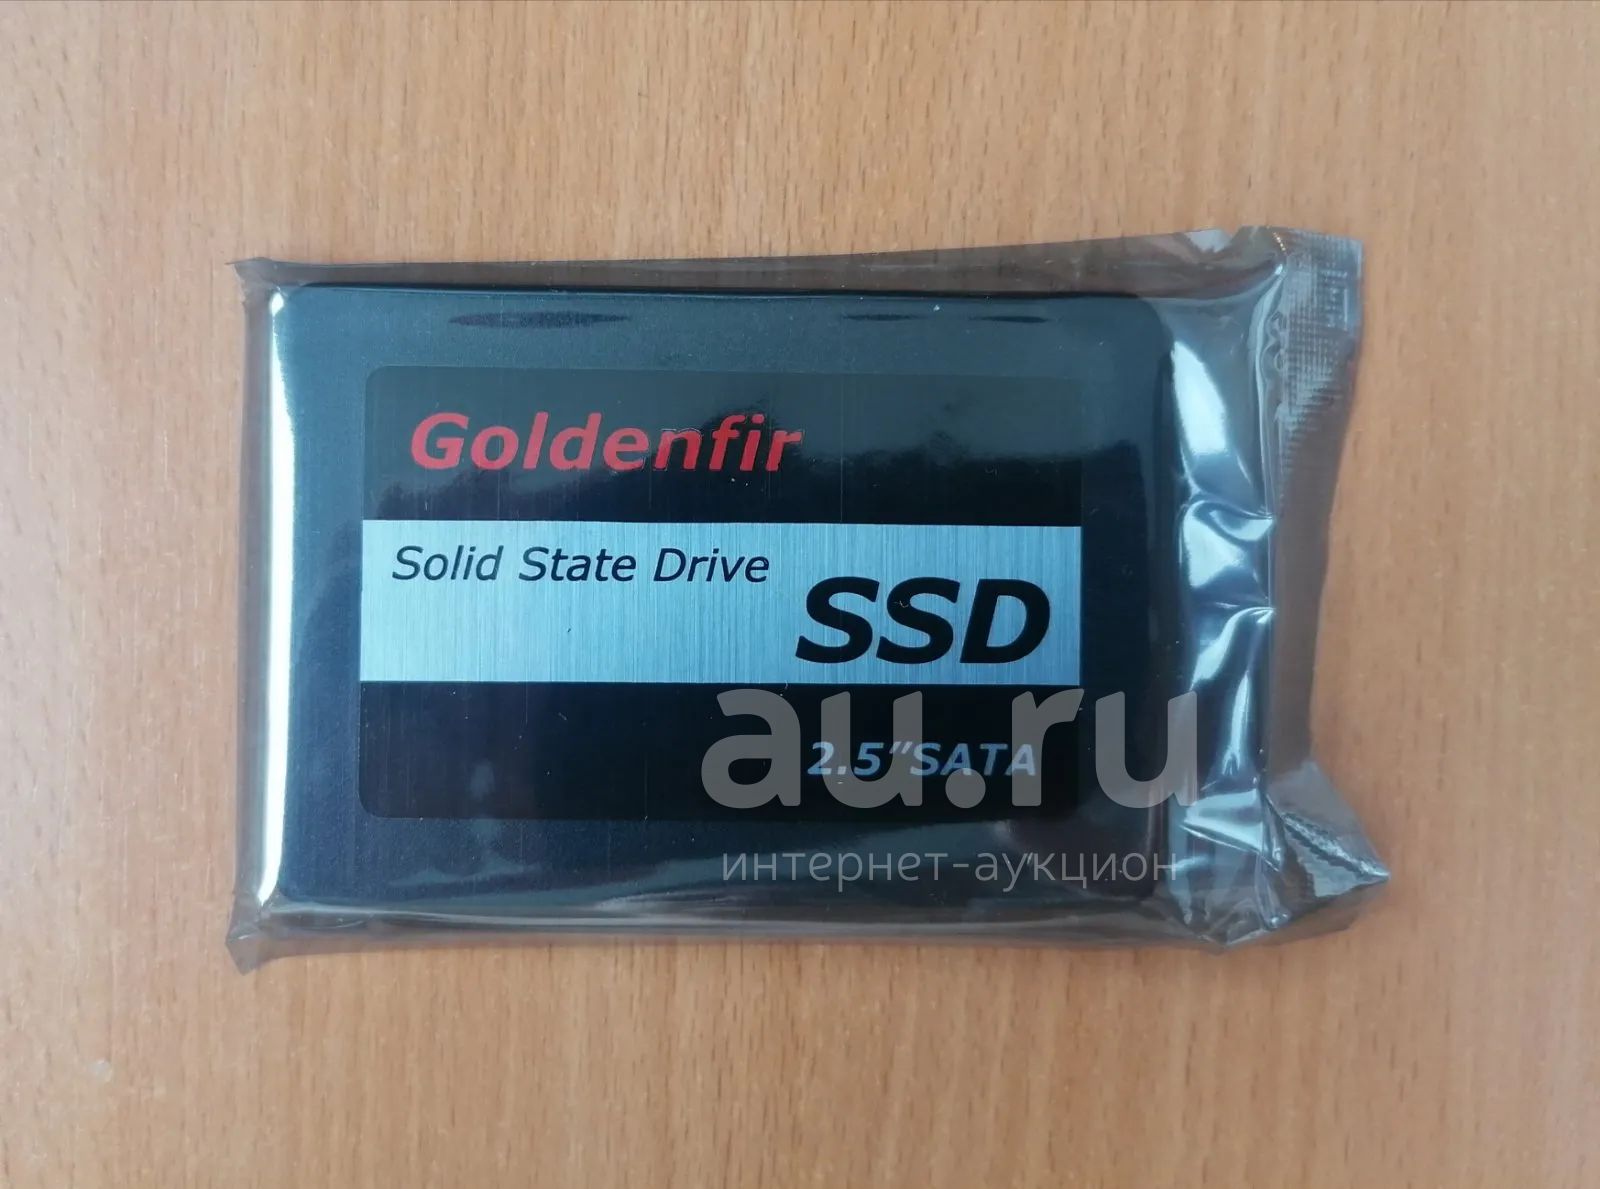 Goldenfir
Solid State Drive
SSD
2.5"SATA
au.ru
интернет-аукцион